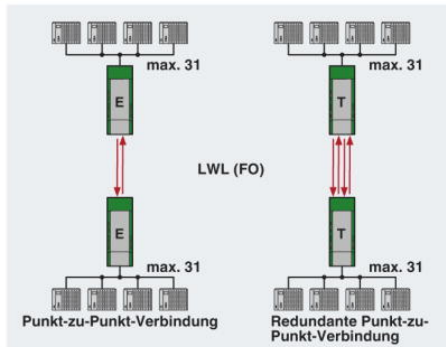 max. 31
max. 31
E
T
LWL (FO)
E
T
max. 31
max. 31
Punkt-zu-Punkt-Verbindung
Redundante Punkt-zu-
Punkt-Verbindung